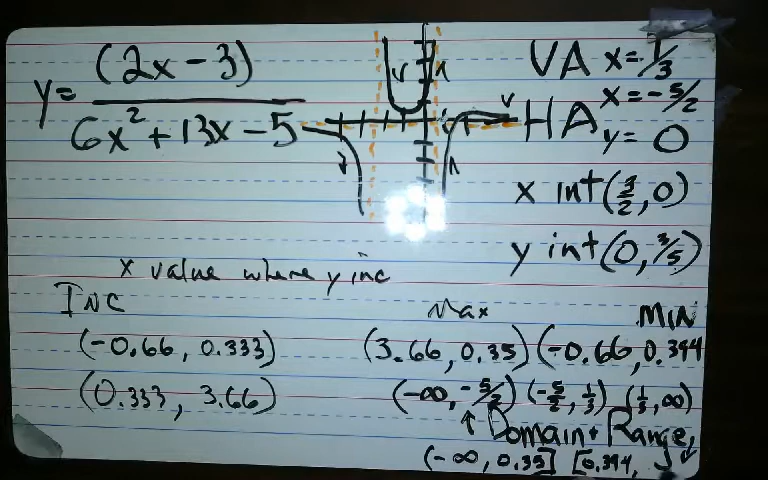 y = (2x - 3) / 6x² + 13x - 5
VA x = 1/3
x = -5/2
HA y = 0
x int (3/2, 0)
y int (0, 3/5)
x value where y inc
INC
Max
MIN
(-0.66, 0.333)
(3.66, 0.35) (-0.66, 0.394
(0.333, 3.66)
(-∞, -5/2) (-5/2, 1/3) (1/3, ∞)
↑ Domain + Range,
(-∞, 0.35] [0.394,